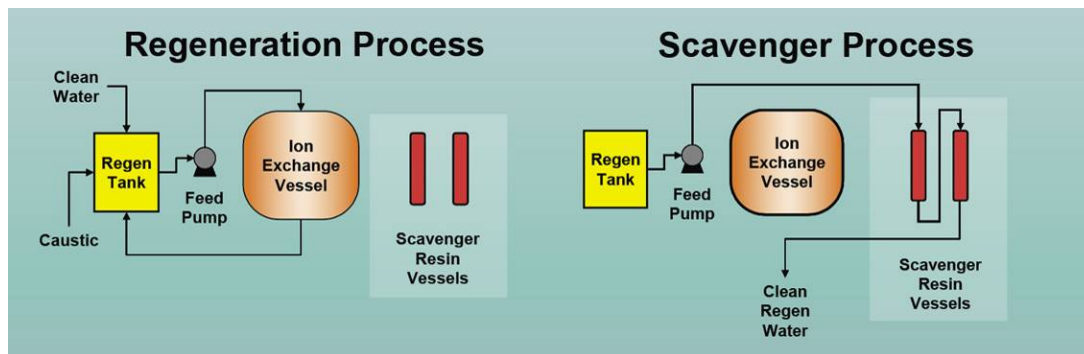 Regeneration Process
Clean
Water
Regen
Tank
Caustic
Feed
Pump
Ion
Exchange
Vessel
Scavenger
Resin
Vessels
Scavenger Process
Regen
Tank
Feed
Pump
Ion
Exchange
Vessel
Scavenger
Resin
Vessels
Clean
Regen
Water